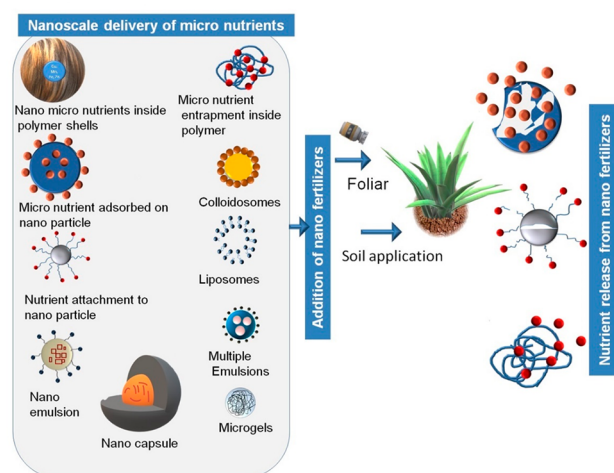 Nanoscale delivery of micro nutrients
Nano micro nutrients inside
polymer shells
Micro nutrient
entrapment inside
polymer
Micro nutrient adsorbed on
nano particle
Colloidosomes
Nutrient attachment to
nano particle
Liposomes
Nano
emulsion
Nano capsule
Multiple
Emulsions
Microgels
Addition of nano fertilizers
Foliar
Soil application
Nutrient release from nano fertilizers